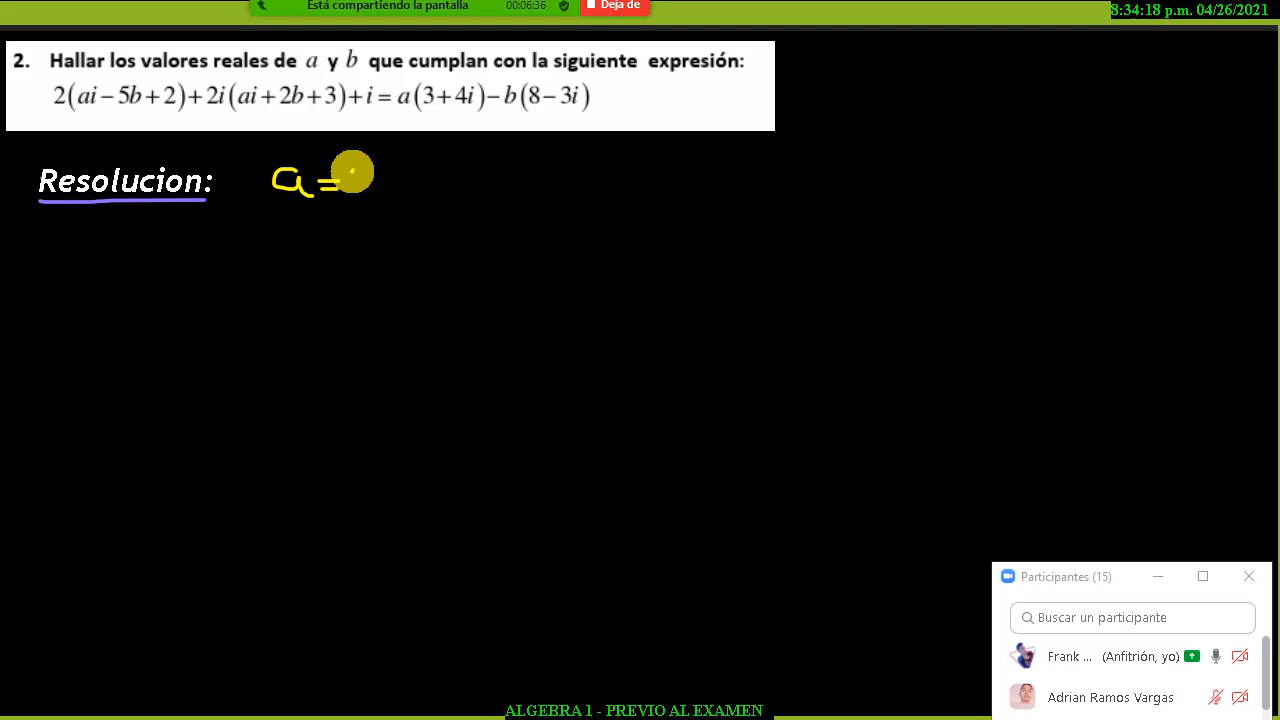 Está compartiendo la pantalla 00:06:36 Deja de
8:34:18 p.m. 04/26/2021
2. Hallar los valores reales de a y b que cumplan con la siguiente expresión:
2(ai−5b+2)+2i(ai+2b+3)+i=a(3+4i)−b(8−3i)
Resolucion: a=
Participantes (15)
Buscar un participante
Frank ... (Anfitrión, yo)
Adrian Ramos Vargas
ALGEBRA 1 - PREVIO AL EXAMEN